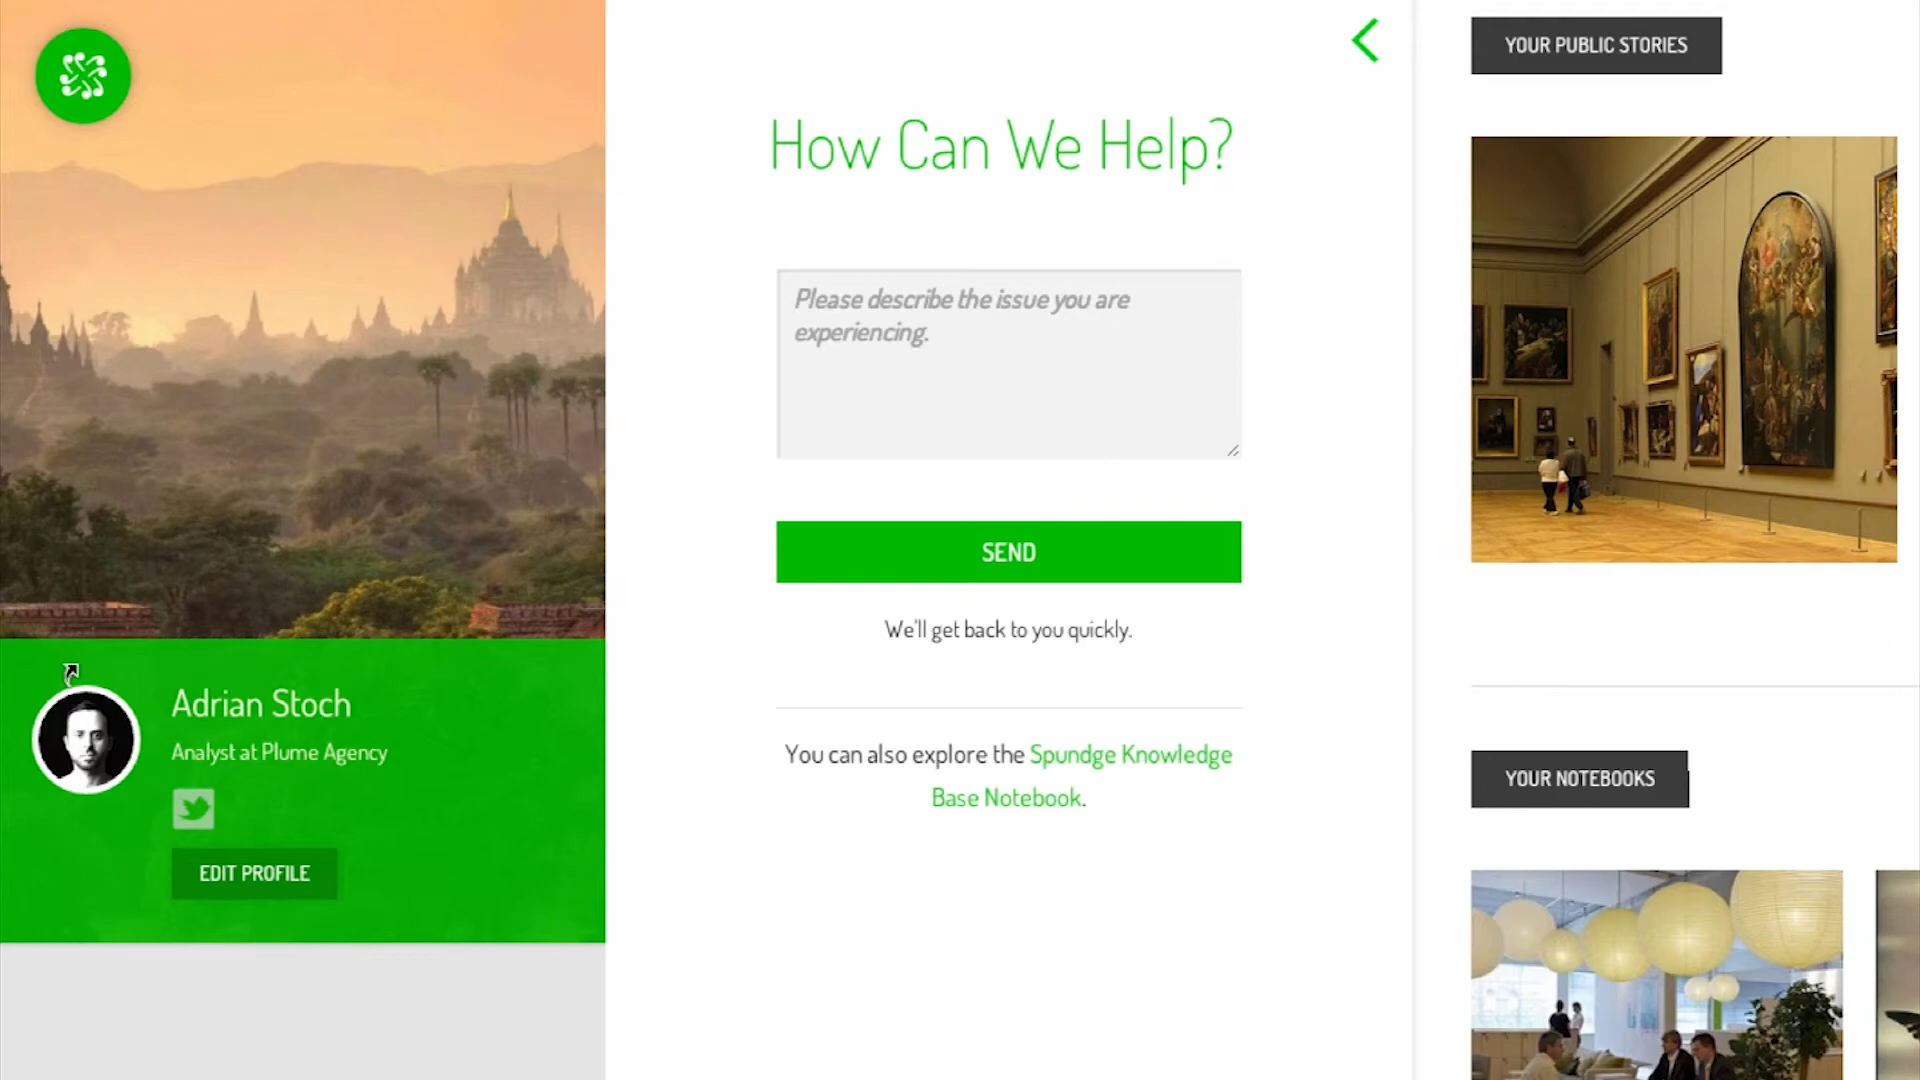 How Can We Help?
Please describe the issue you are
experiencing.
SEND
We'll get back to you quickly.
You can also explore the Spundge Knowledge
Base Notebook.
Adrian Stoch
Analyst at Plume Agency
EDIT PROFILE
YOUR PUBLIC STORIES
YOUR NOTEBOOKS